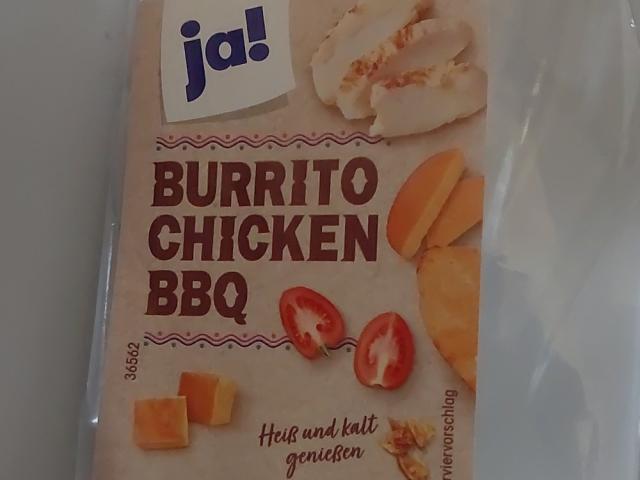 ja!
BURRITO
CHICKEN
BBQ
36562
Heiß und kalt
genießen